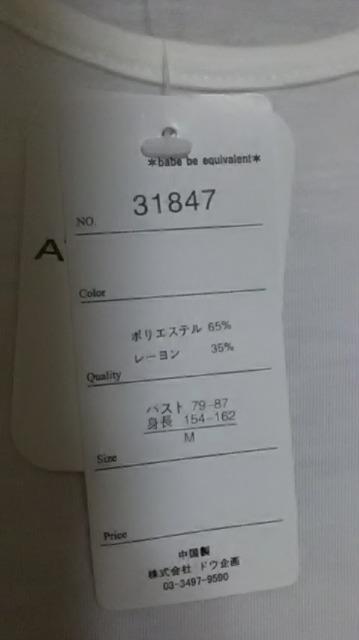 *babe be equivalent*
NO. 31847
A
Color
ポリエステル 65%
レーヨン 35%
Quality
バスト 79-87
身長 154-162
M
Size
Price
中国製
株式会社 ドウ企画
03-3497-9590